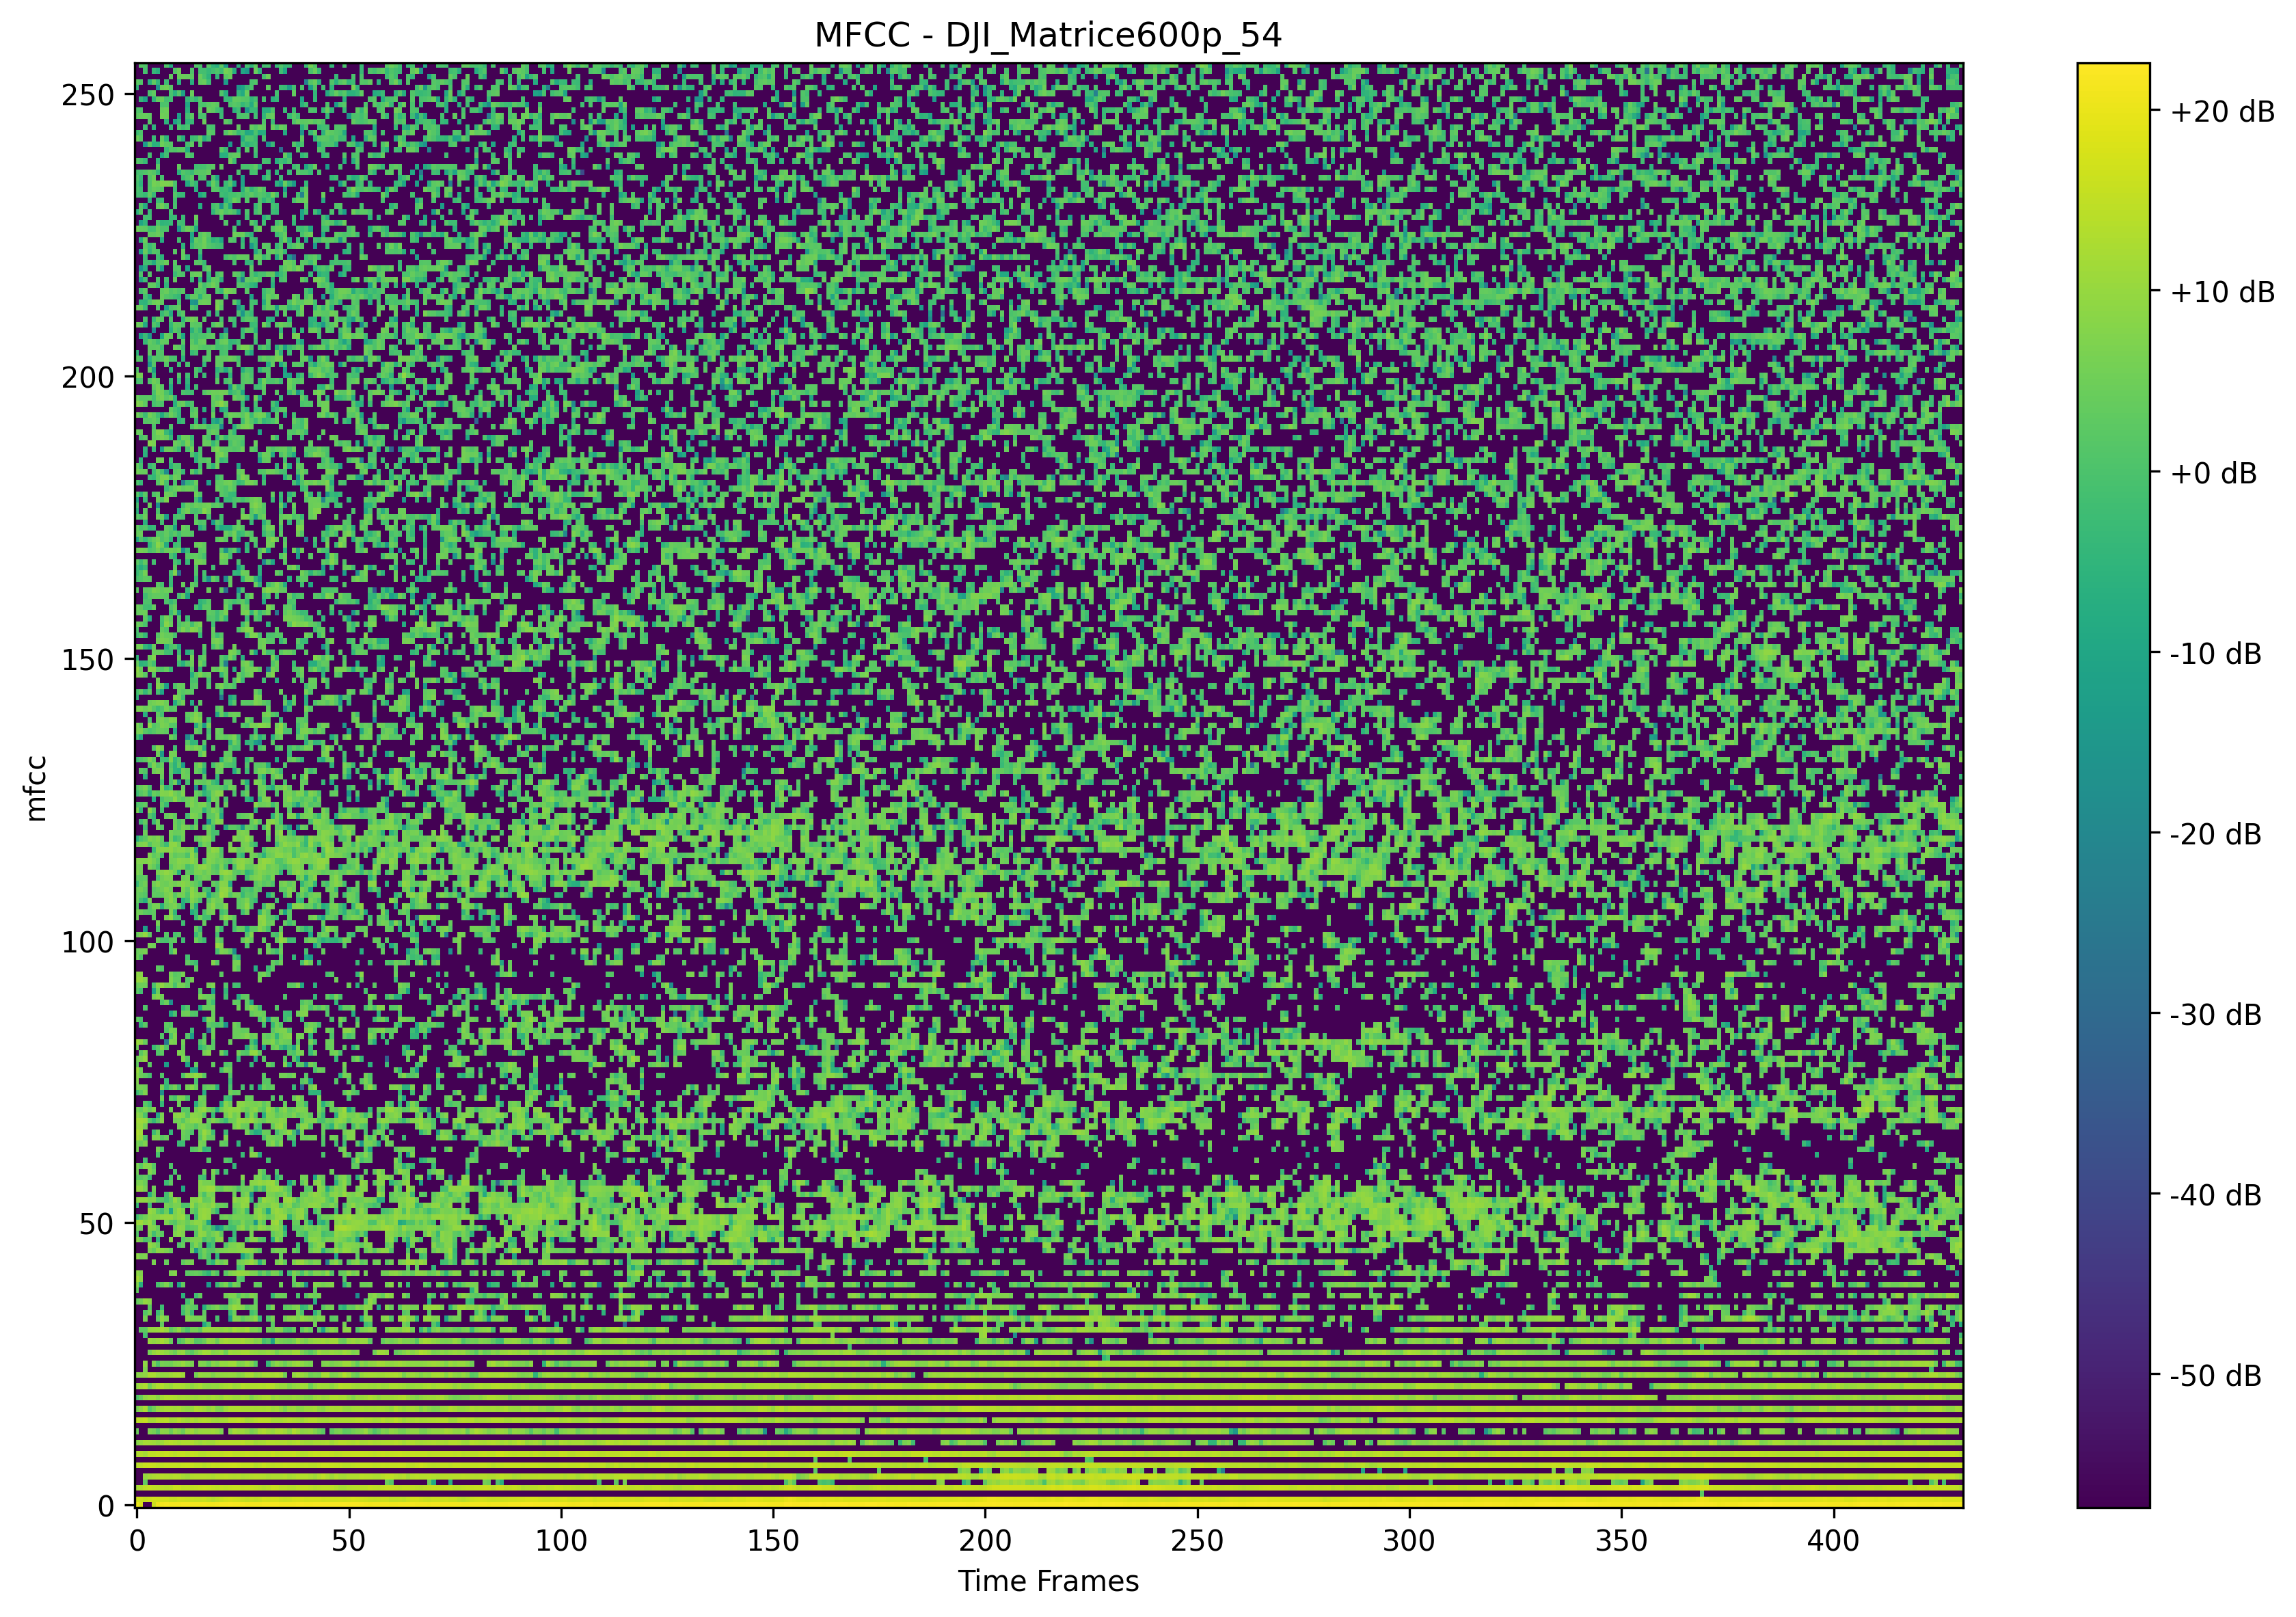 MFCC - DJI_Matrice600p_54
250
200
150
100
50
0
mfcc
0 50 100 150 200 250 300 350 400
Time Frames
+20 dB
+10 dB
+0 dB
-10 dB
-20 dB
-30 dB
-40 dB
-50 dB